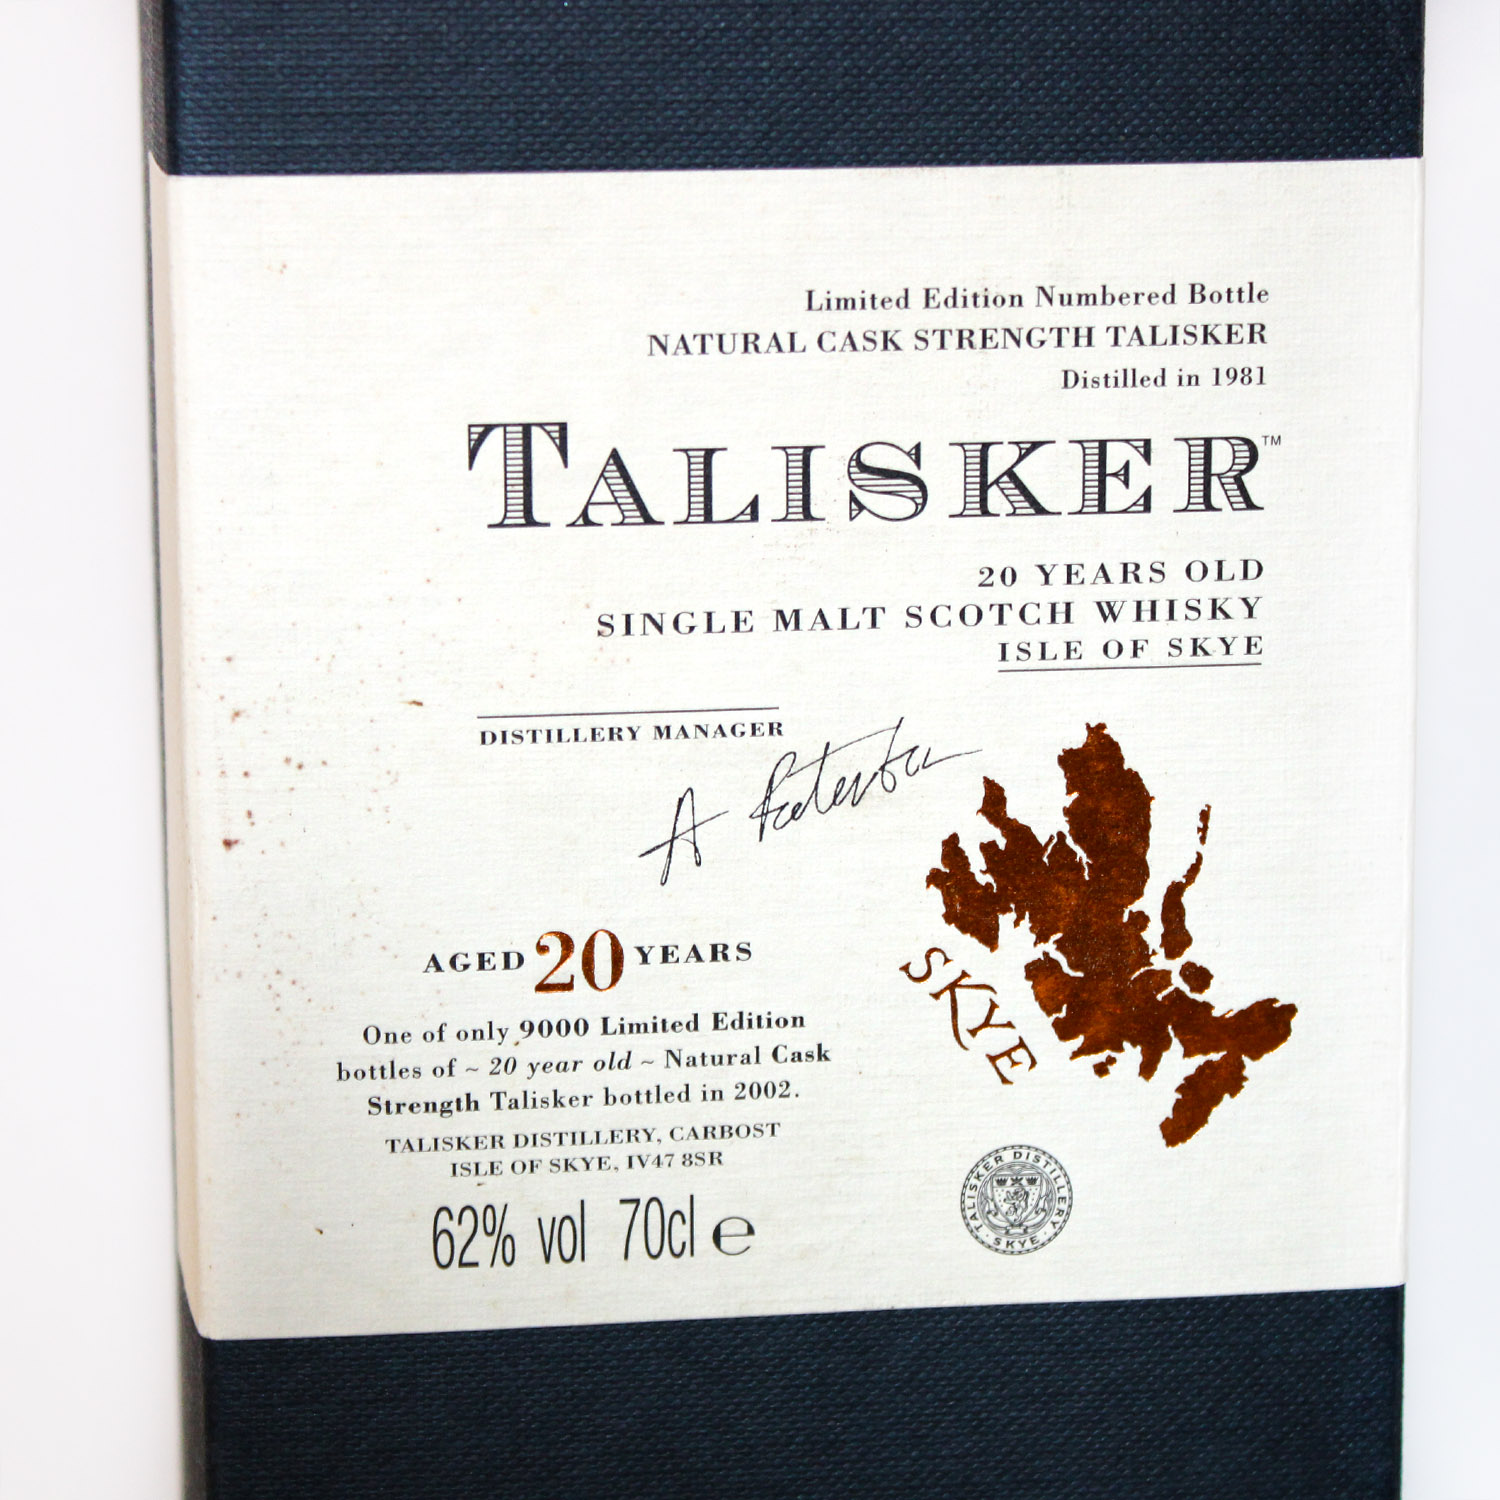 Limited Edition Numbered Bottle
NATURAL CASK STRENGTH TALISKER
Distilled in 1981
TALISKER™
20 YEARS OLD
SINGLE MALT SCOTCH WHISKY
ISLE OF SKYE
DISTILLERY MANAGER
A
SKYE
AGED 20 YEARS
One of only 9000 Limited Edition
bottles of ~ 20 year old ~ Natural Cask
Strength Talisker bottled in 2002.
TALISKER DISTILLERY, CARBOST
ISLE OF SKYE, IV47 8SR
62% vol 70cl e
TALISKER DISTILLERY
SKYE